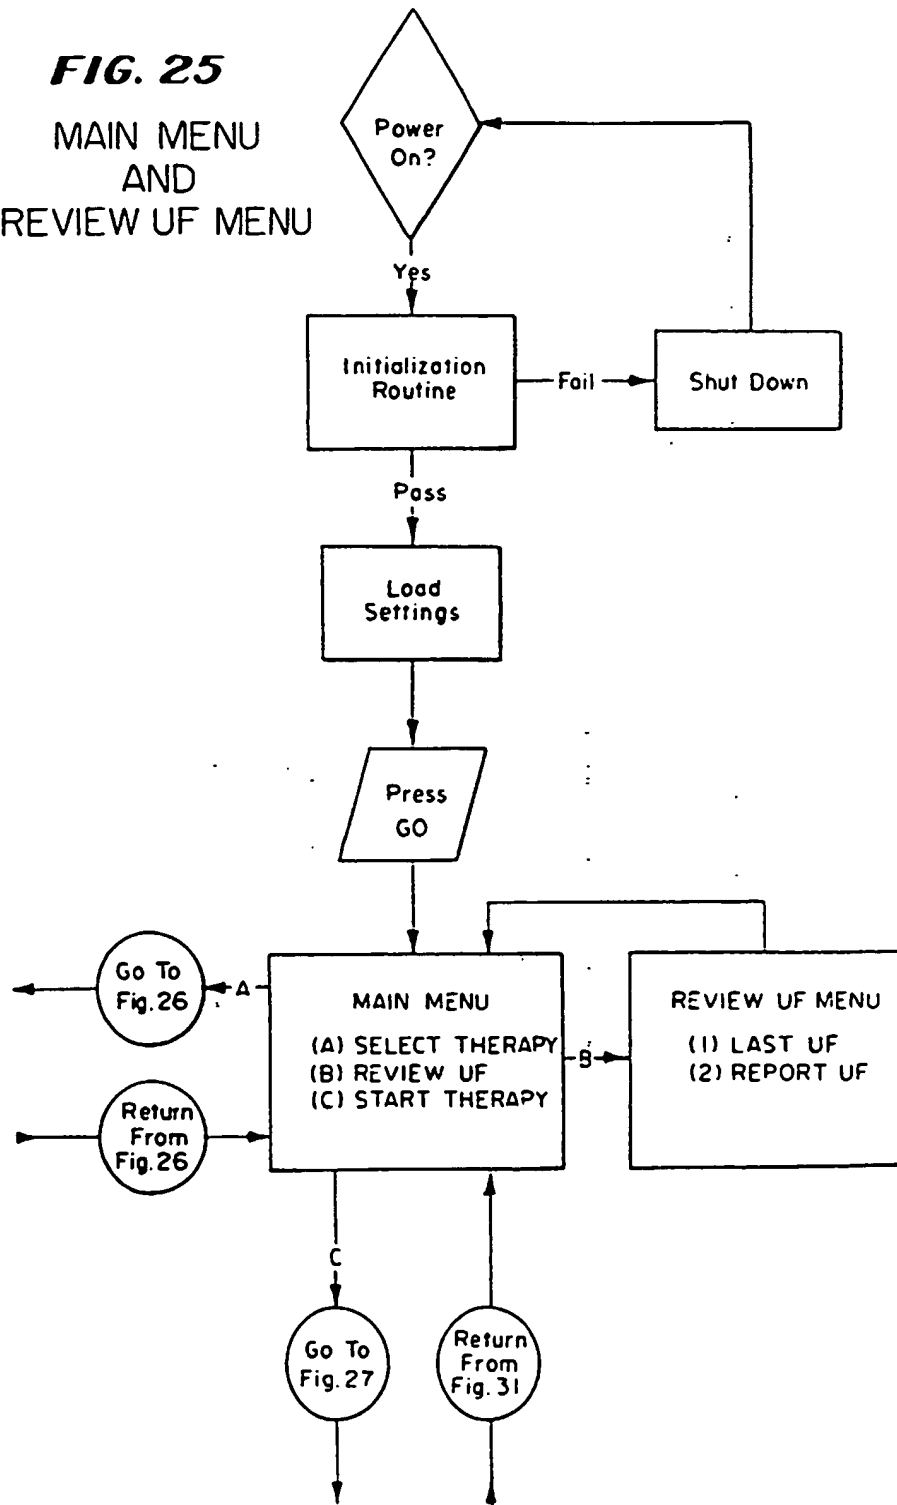 FIG. 25
MAIN MENU
AND
REVIEW UF MENU
Power
On?
Yes
Initialization
Routine
Fail
Shut Down
Pass
Load
Settings
Press
GO
Go To
Fig.26
A
MAIN MENU
(A) SELECT THERAPY
(B) REVIEW UF
(C) START THERAPY
B
REVIEW UF MENU
(1) LAST UF
(2) REPORT UF
Return
From
Fig.26
C
Go To
Fig.27
Return
From
Fig.31